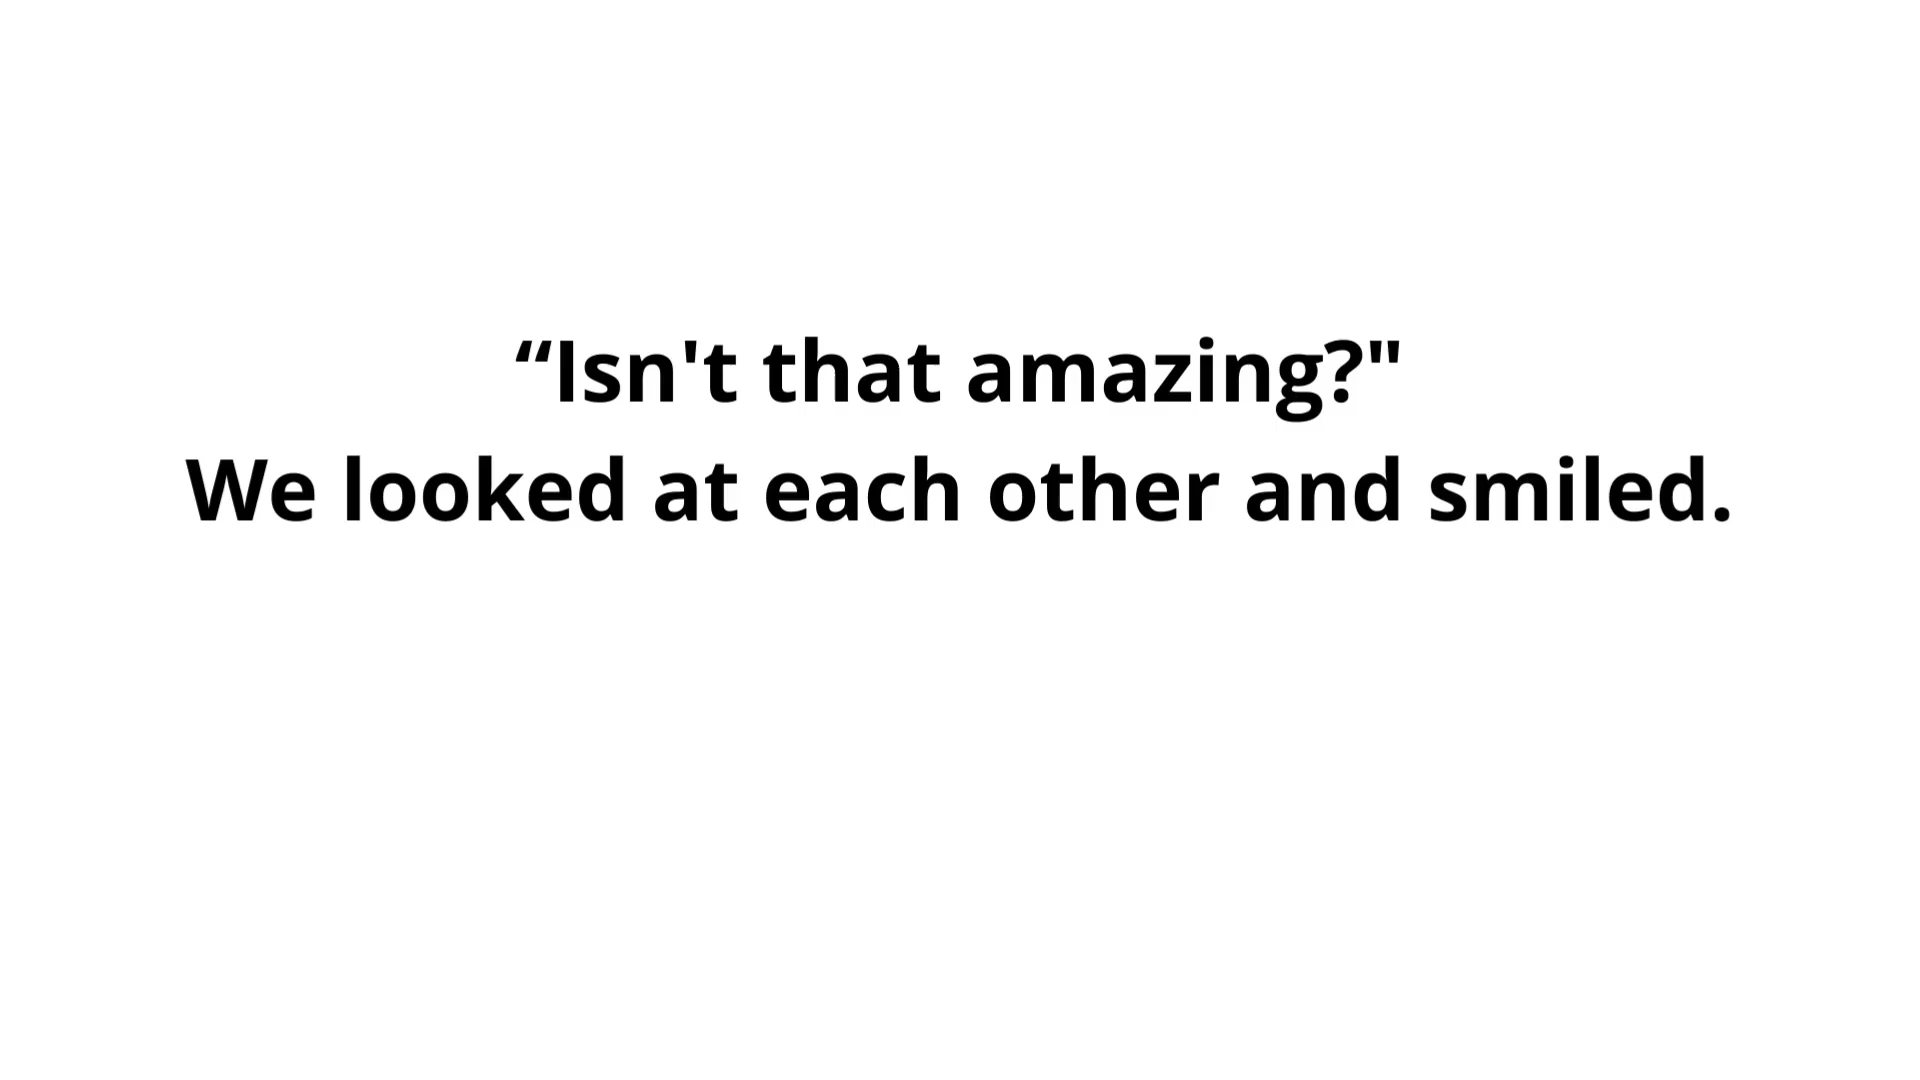 “Isn't that amazing?"
We looked at each other and smiled.